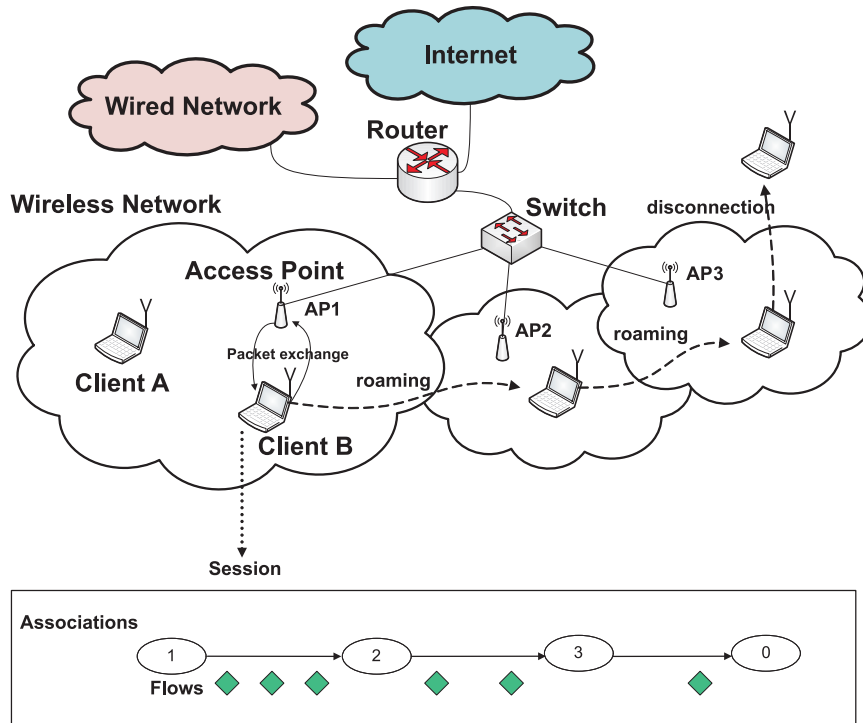 Internet
Wired Network
Router
Wireless Network
Switch
disconnection
Access Point
AP3
AP1
AP2
roaming
Packet exchange
Client A
roaming
Client B
Session
Associations
1
2
3
0
Flows